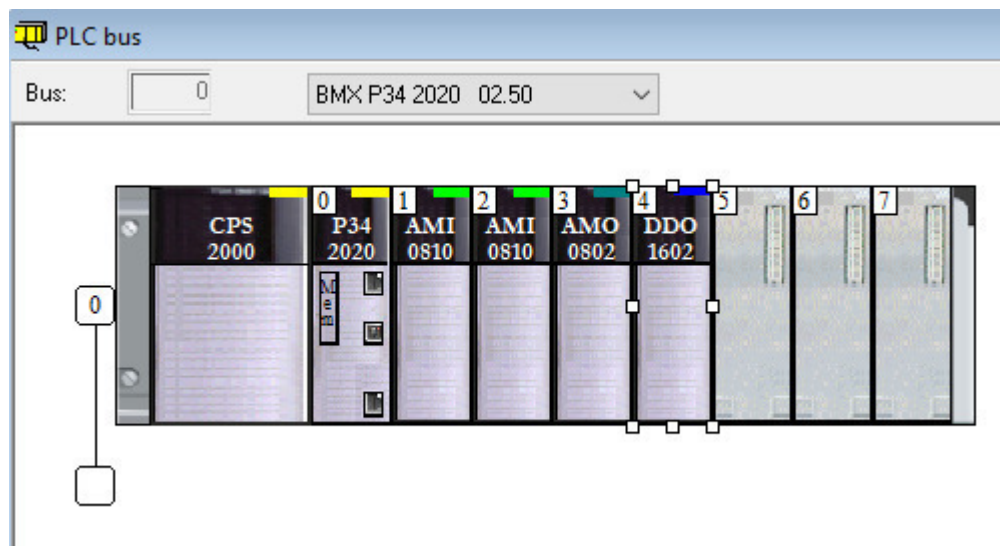 PLC bus
Bus: 0 BMX P34 2020 02.50
0 1 2 3 4 5 6 7
CPS P34 AMI AMI AMO DDO
2000 2020 0810 0810 0802 1602
Mem
0